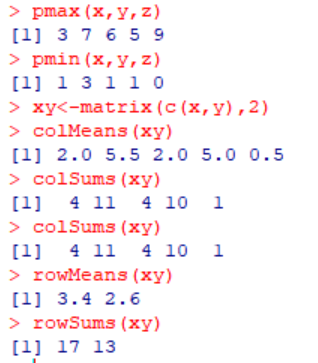 > pmax(x,y,z)
[1] 3 7 6 5 9
> pmin(x,y,z)
[1] 1 3 1 1 0
> xy<-matrix(c(x,y),2)
> colMeans(xy)
[1] 2.0 5.5 2.0 5.0 0.5
> colSums(xy)
[1]  4 11  4 10  1
> colSums(xy)
[1]  4 11  4 10  1
> rowMeans(xy)
[1] 3.4 2.6
> rowSums(xy)
[1] 17 13